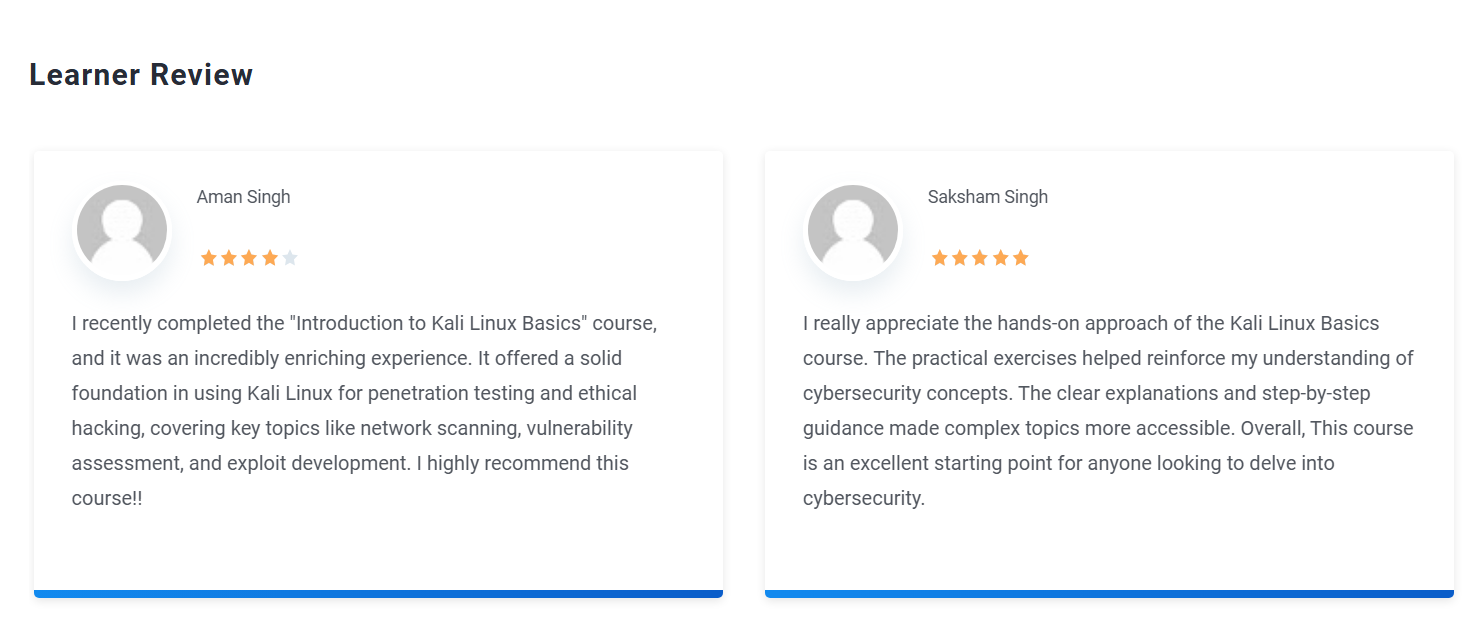 Learner Review
Aman Singh
I recently completed the "Introduction to Kali Linux Basics" course,
and it was an incredibly enriching experience. It offered a solid
foundation in using Kali Linux for penetration testing and ethical
hacking, covering key topics like network scanning, vulnerability
assessment, and exploit development. I highly recommend this
course!!
Saksham Singh
I really appreciate the hands-on approach of the Kali Linux Basics
course. The practical exercises helped reinforce my understanding of
cybersecurity concepts. The clear explanations and step-by-step
guidance made complex topics more accessible. Overall, This course
is an excellent starting point for anyone looking to delve into
cybersecurity.